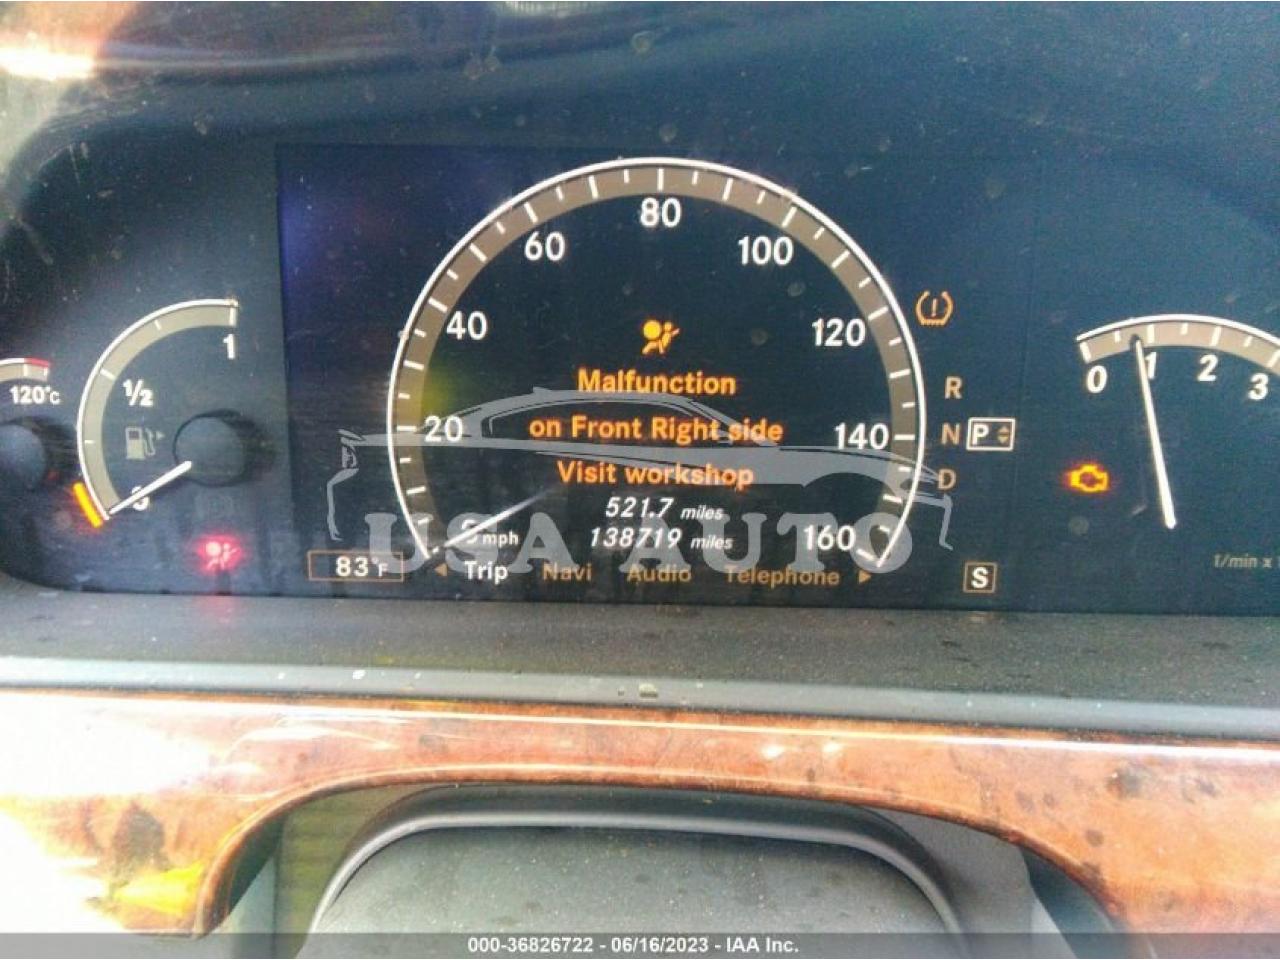 80
60
100
40
120
1
120°C
1/2
0 1 2 3
Malfunction
R
20
on Front Right side
140
N P
Visit workshop
D
521.7 miles
USA AUTO
mph
138719 miles
160
83°F
Trip Navi Audio Telephone
S
1/min x
000-36826722 - 06/16/2023 - IAA Inc.